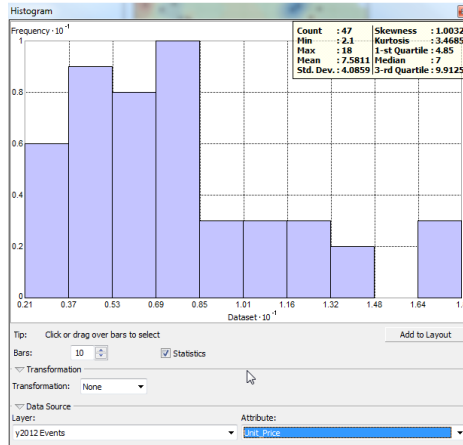 Histogram
Frequency · 10⁻¹
Count : 47 Skewness : 1.0032
Min : 2.1 Kurtosis : 3.4685
Max : 18 1-st Quartile : 4.85
Mean : 7.5811 Median : 7
Std. Dev. : 4.0859 3-rd Quartile : 9.9125
1
0.8
0.6
0.4
0.2
0
0.21 0.37 0.53 0.69 0.85 1.01 1.16 1.32 1.48 1.64 1.
Dataset · 10⁻¹
Tip: Click or drag over bars to select Add to Layout
Bars: 10 Statistics
Transformation
Transformation: None
Data Source
Layer: Attribute:
y2012 Events Unit_Price